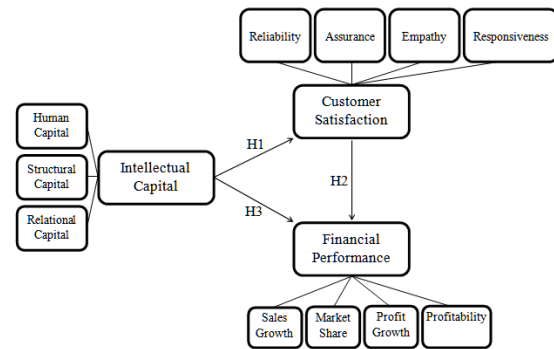 Reliability
Assurance
Empathy
Responsiveness
Customer
Satisfaction
Human
Capital
Structural
Capital
Relational
Capital
Intellectual
Capital
H1
H2
H3
Financial
Performance
Sales
Growth
Market
Share
Profit
Growth
Profitability